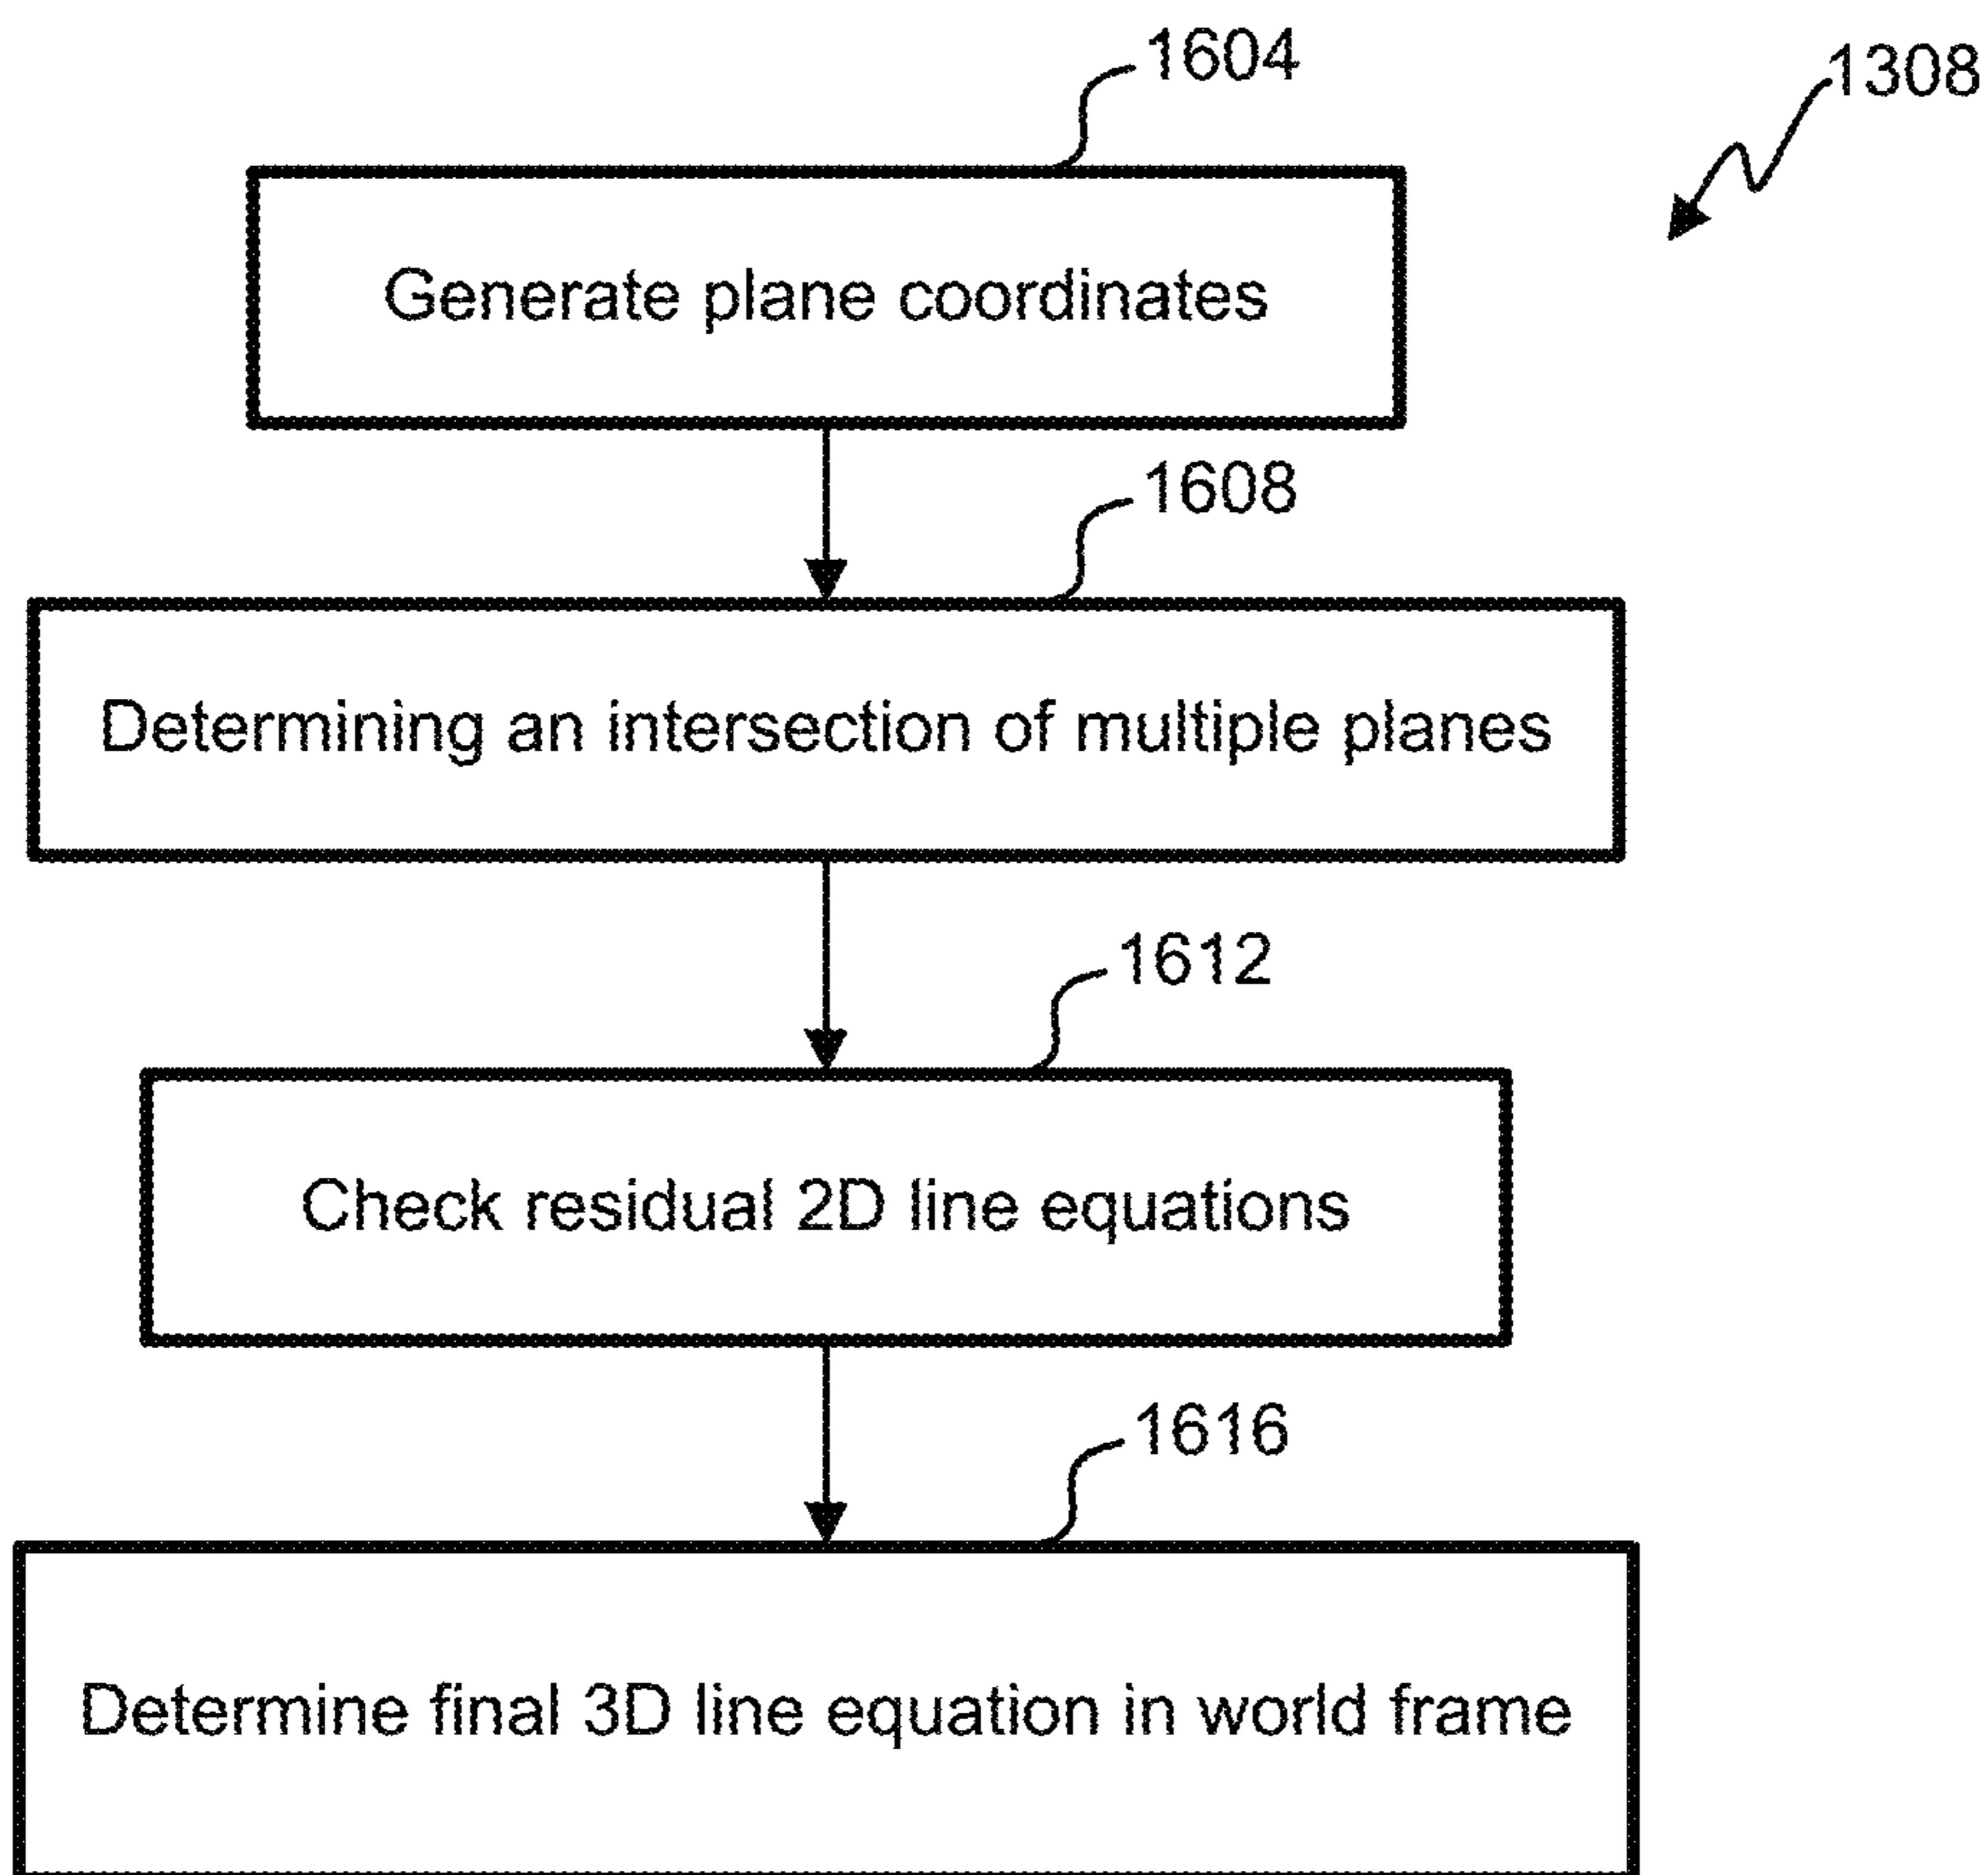 1604
1308
Generate plane coordinates
1608
Determining an intersection of multiple planes
1612
Check residual 2D line equations
1616
Determine final 3D line equation in world frame